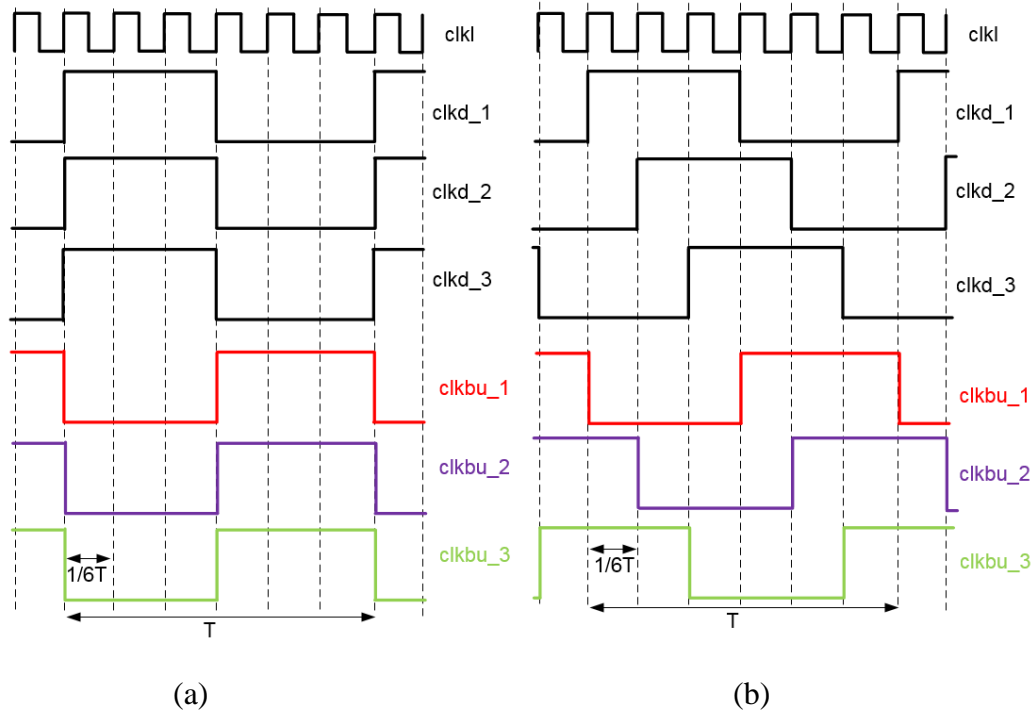 clkl
clkd_1
clkd_2
clkd_3
clkbu_1
clkbu_2
clkbu_3
1/6T
T
(a)
clkl
clkd_1
clkd_2
clkd_3
clkbu_1
clkbu_2
clkbu_3
1/6T
T
(b)